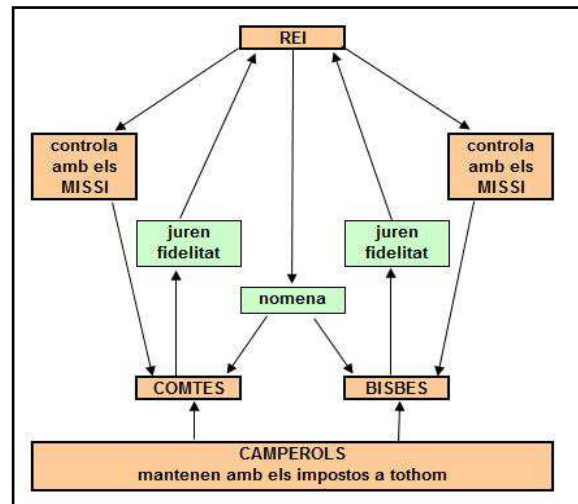 REI
controla
amb els
MISSI
controla
amb els
MISSI
juren
fidelitat
juren
fidelitat
nomena
COMTES
BISBES
CAMPEROLS
mantenen amb els impostos a tothom